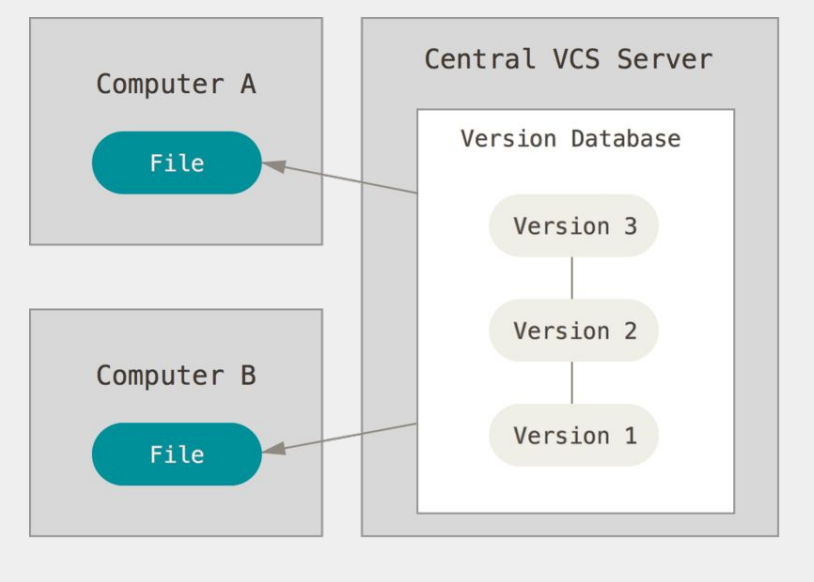 Computer A
File
Computer B
File
Central VCS Server
Version Database
Version 3
Version 2
Version 1